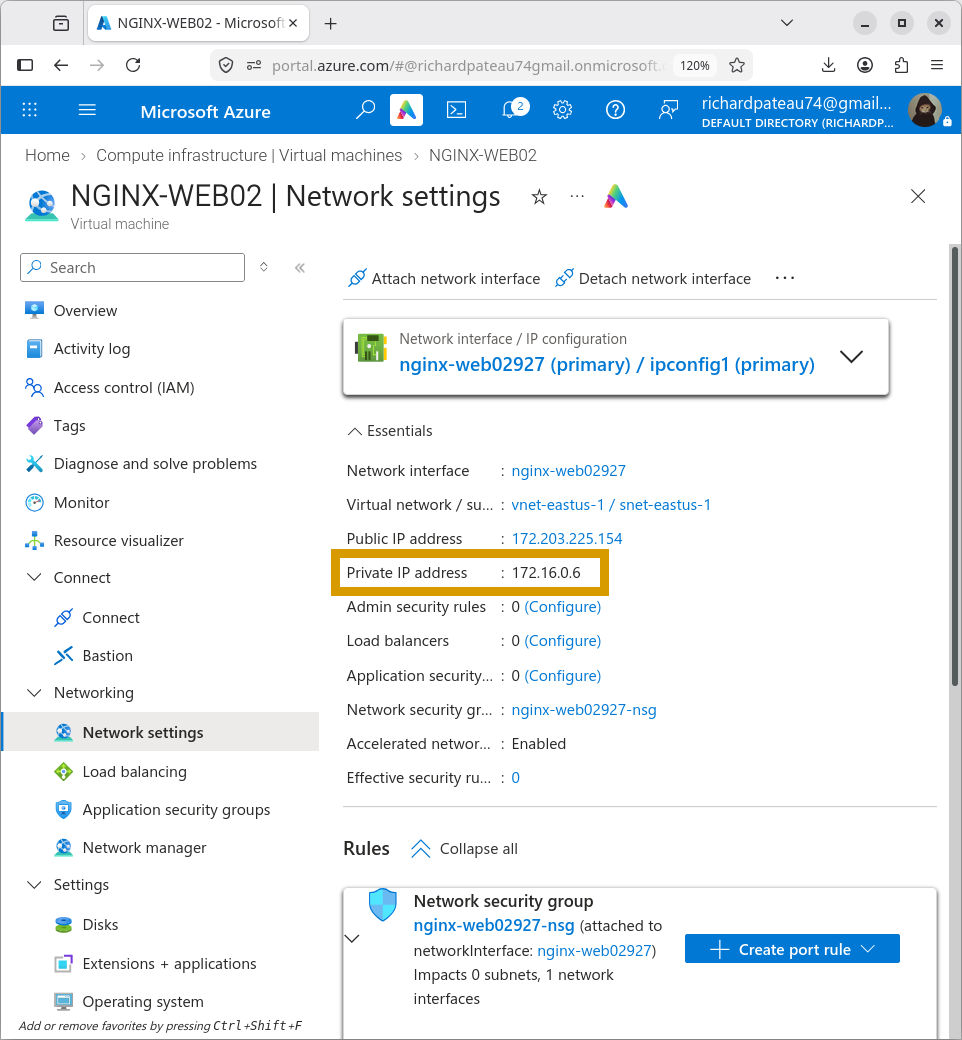 NGINX-WEB02 - Microsoft
portal.azure.com/#@richardpateau74gmail.onmicrosoft.c
120%
Microsoft Azure
2
richardpateau74@gmail...
DEFAULT DIRECTORY (RICHARDP...
Home › Compute infrastructure | Virtual machines › NGINX-WEB02
NGINX-WEB02 | Network settings
Virtual machine
Search
Overview
Activity log
Access control (IAM)
Tags
Diagnose and solve problems
Monitor
Resource visualizer
Connect
Connect
Bastion
Networking
Network settings
Load balancing
Application security groups
Network manager
Settings
Disks
Extensions + applications
Operating system
Add or remove favorites by pressing Ctrl+Shift+F
Attach network interface Detach network interface ...
Network interface / IP configuration
nginx-web02927 (primary) / ipconfig1 (primary)
Essentials
Network interface : nginx-web02927
Virtual network / su... : vnet-eastus-1 / snet-eastus-1
Public IP address : 172.203.225.154
Private IP address : 172.16.0.6
Admin security rules : 0 (Configure)
Load balancers : 0 (Configure)
Application security... : 0 (Configure)
Network security gr... : nginx-web02927-nsg
Accelerated networ... : Enabled
Effective security ru... : 0
Rules Collapse all
Network security group
nginx-web02927-nsg (attached to
networkInterface: nginx-web02927)
Impacts 0 subnets, 1 network
interfaces
Create port rule